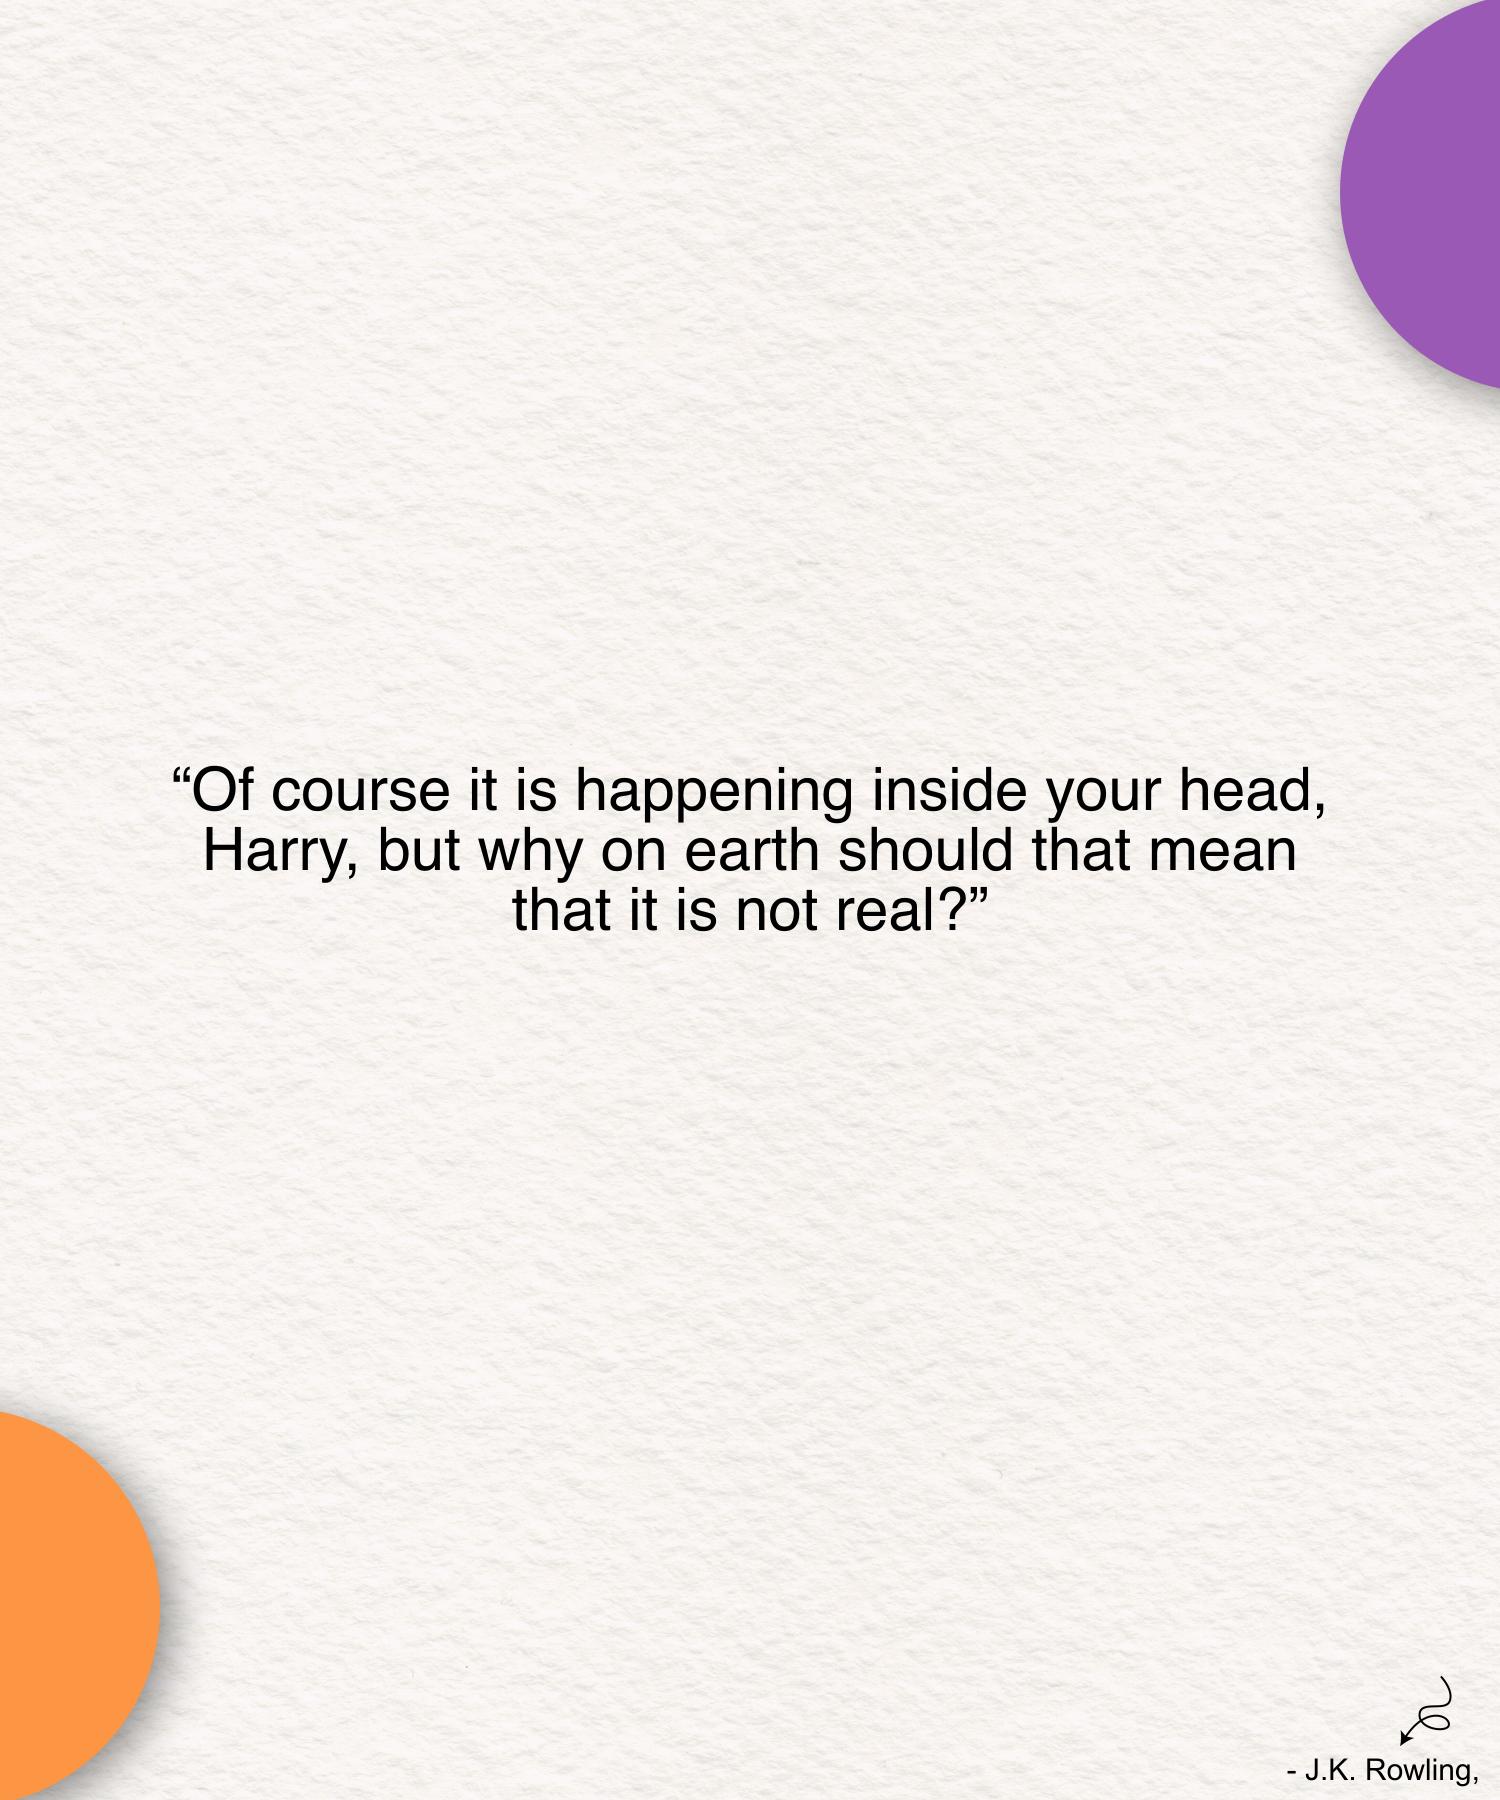 “Of course it is happening inside your head,
Harry, but why on earth should that mean
that it is not real?”
- J.K. Rowling,